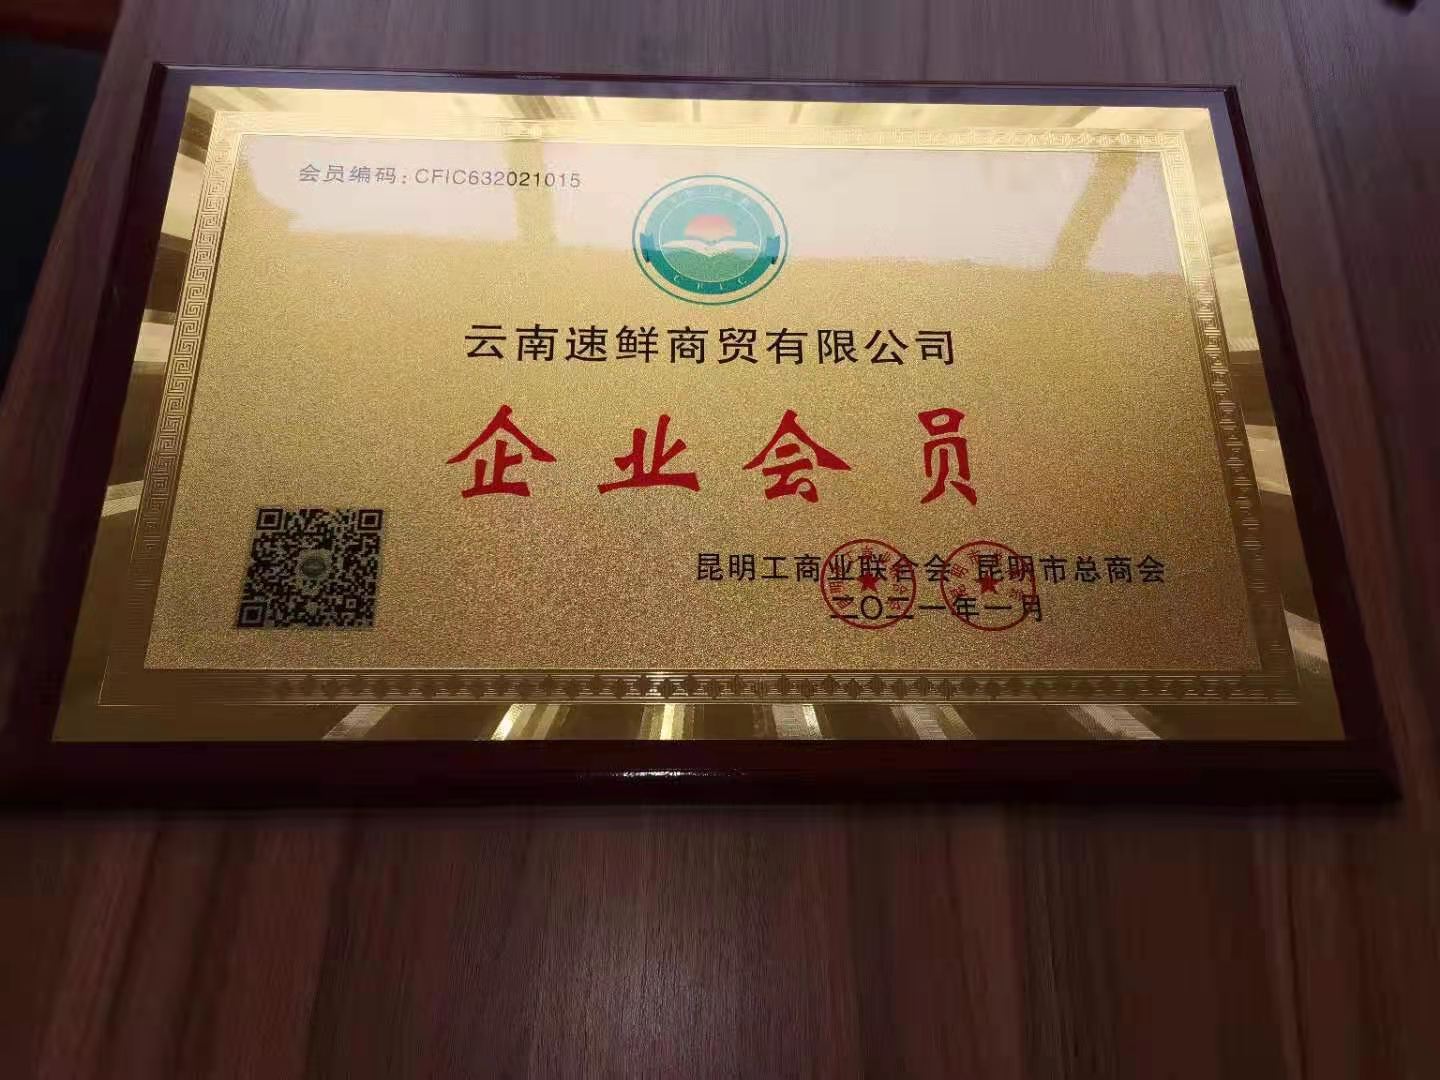 会员编码: CFIC632021015
CFIC
云南速鲜商贸有限公司
企业会员
昆明工商业联合会 昆明市总商会
二〇二一年一月